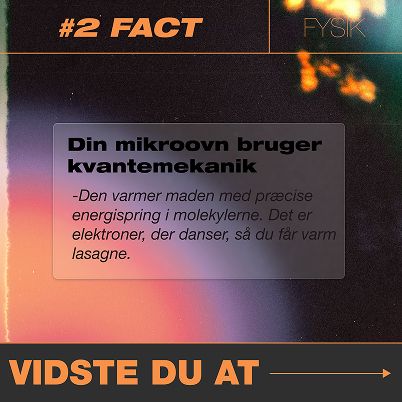 #2 FACT
FYSIK
Din mikroovn bruger
kvantemekanik
-Den varmer maden med præcise
energispring i molekylerne. Det er
elektroner, der danser, så du får varm
lasagne.
VIDSTE DU AT